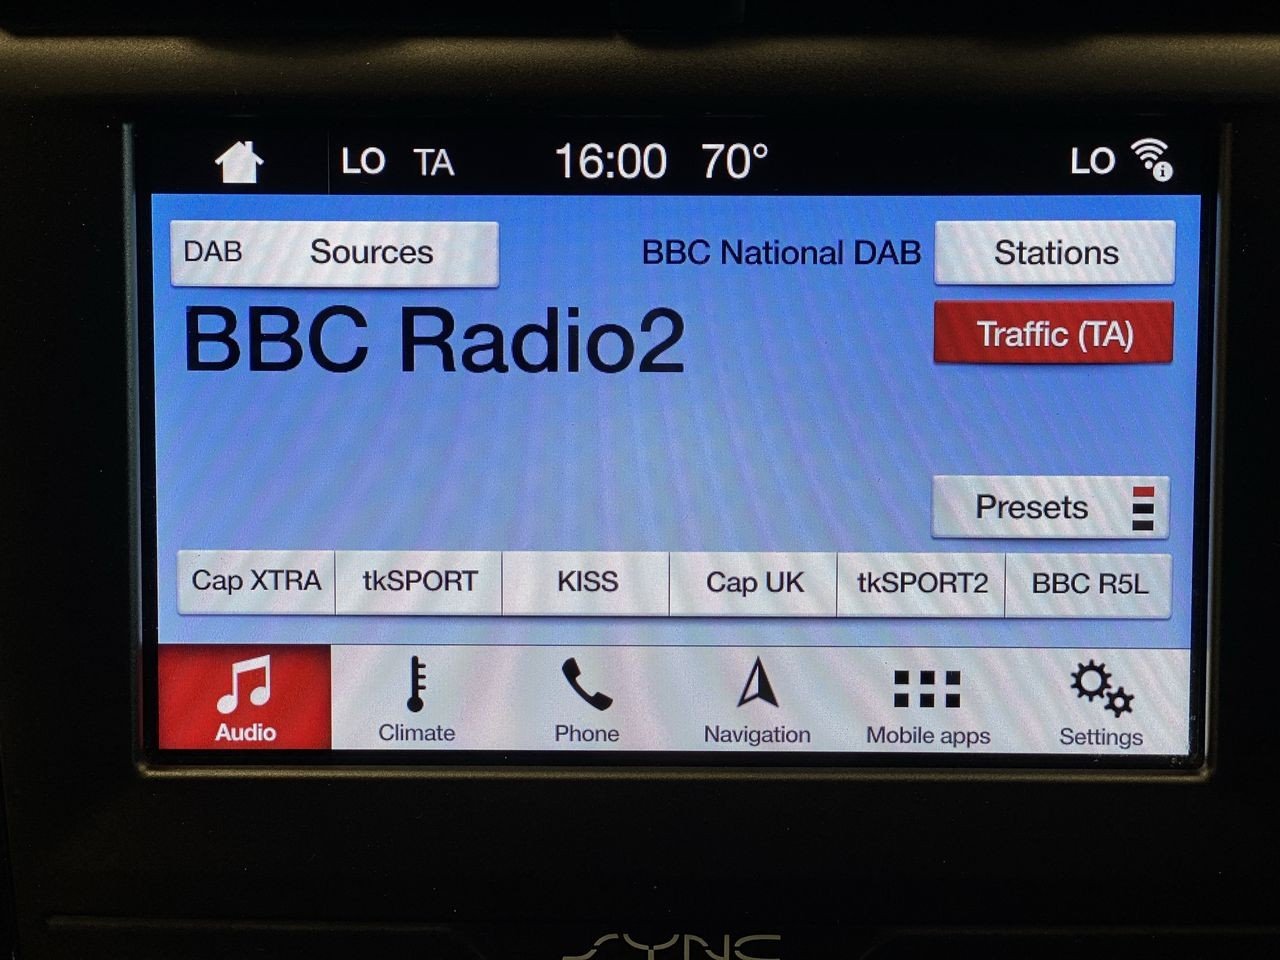 LO TA 16:00 70° LO
DAB Sources BBC National DAB Stations
BBC Radio2
Traffic (TA)
Presets
Cap XTRA tkSPORT KISS Cap UK tkSPORT2 BBC R5L
Audio Climate Phone Navigation Mobile apps Settings
SYNC